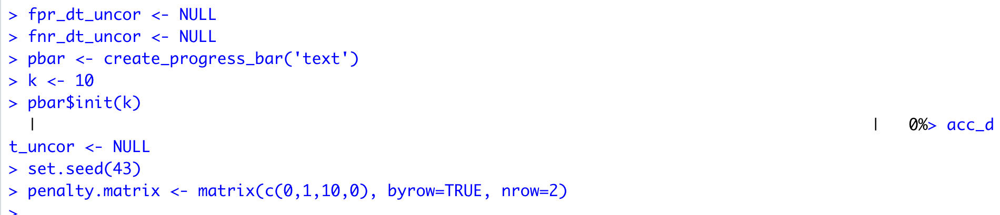 > fpr_dt_uncor <- NULL
> fnr_dt_uncor <- NULL
> pbar <- create_progress_bar('text')
> k <- 10
> pbar$init(k)
  |                                                                                         |   0%> acc_d
t_uncor <- NULL
> set.seed(43)
> penalty.matrix <- matrix(c(0,1,10,0), byrow=TRUE, nrow=2)
>